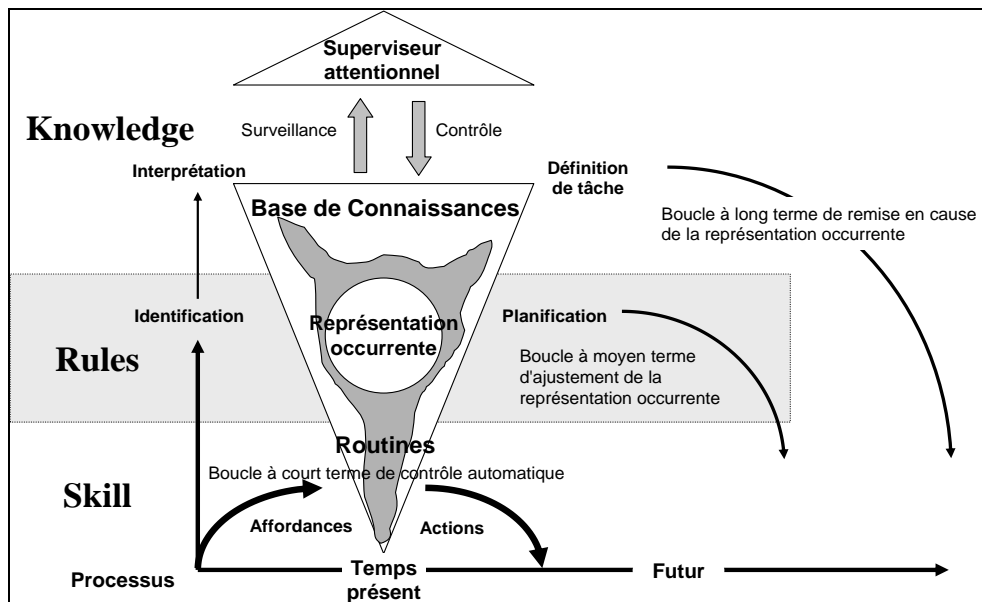 Superviseur
attentionnel
Knowledge
Surveillance
Contrôle
Interprétation
Définition
de tâche
Base de Connaissances
Boucle à long terme de remise en cause
de la représentation occurrente
Identification
Représentation
occurrente
Planification
Rules
Boucle à moyen terme
d'ajustement de la
représentation occurrente
Routines
Boucle à court terme de contrôle automatique
Skill
Affordances
Actions
Processus
Temps
présent
Futur